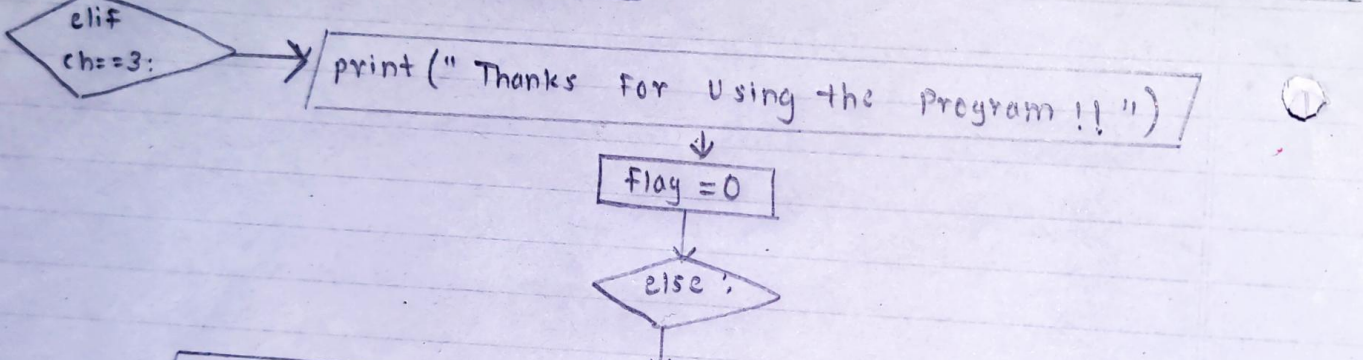 elif
ch==3:
print (" Thanks For Using the Program !! ")
flag =0
else :